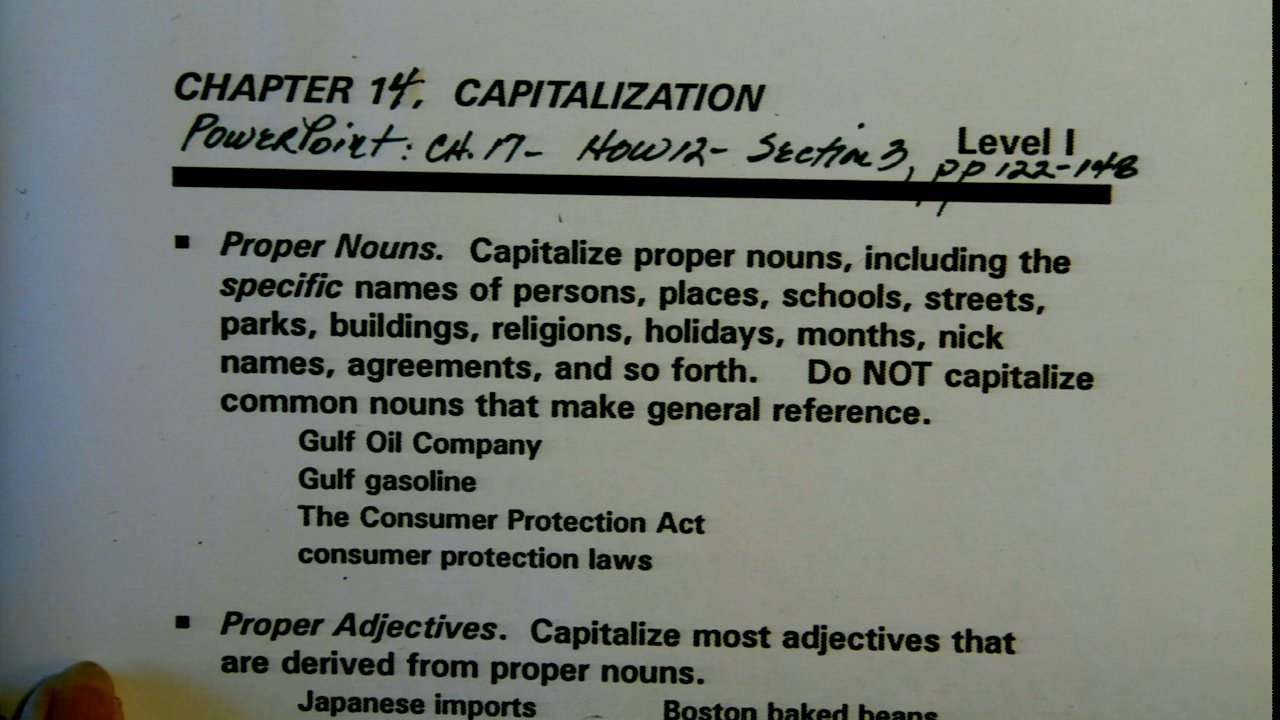 CHAPTER 14. CAPITALIZATION
PowerPoint: CH. 17- HOW12- Section 3, pp 122-148
Level I
▪ Proper Nouns. Capitalize proper nouns, including the
specific names of persons, places, schools, streets,
parks, buildings, religions, holidays, months, nick
names, agreements, and so forth. Do NOT capitalize
common nouns that make general reference.
Gulf Oil Company
Gulf gasoline
The Consumer Protection Act
consumer protection laws
▪ Proper Adjectives. Capitalize most adjectives that
are derived from proper nouns.
Japanese imports Boston baked beans